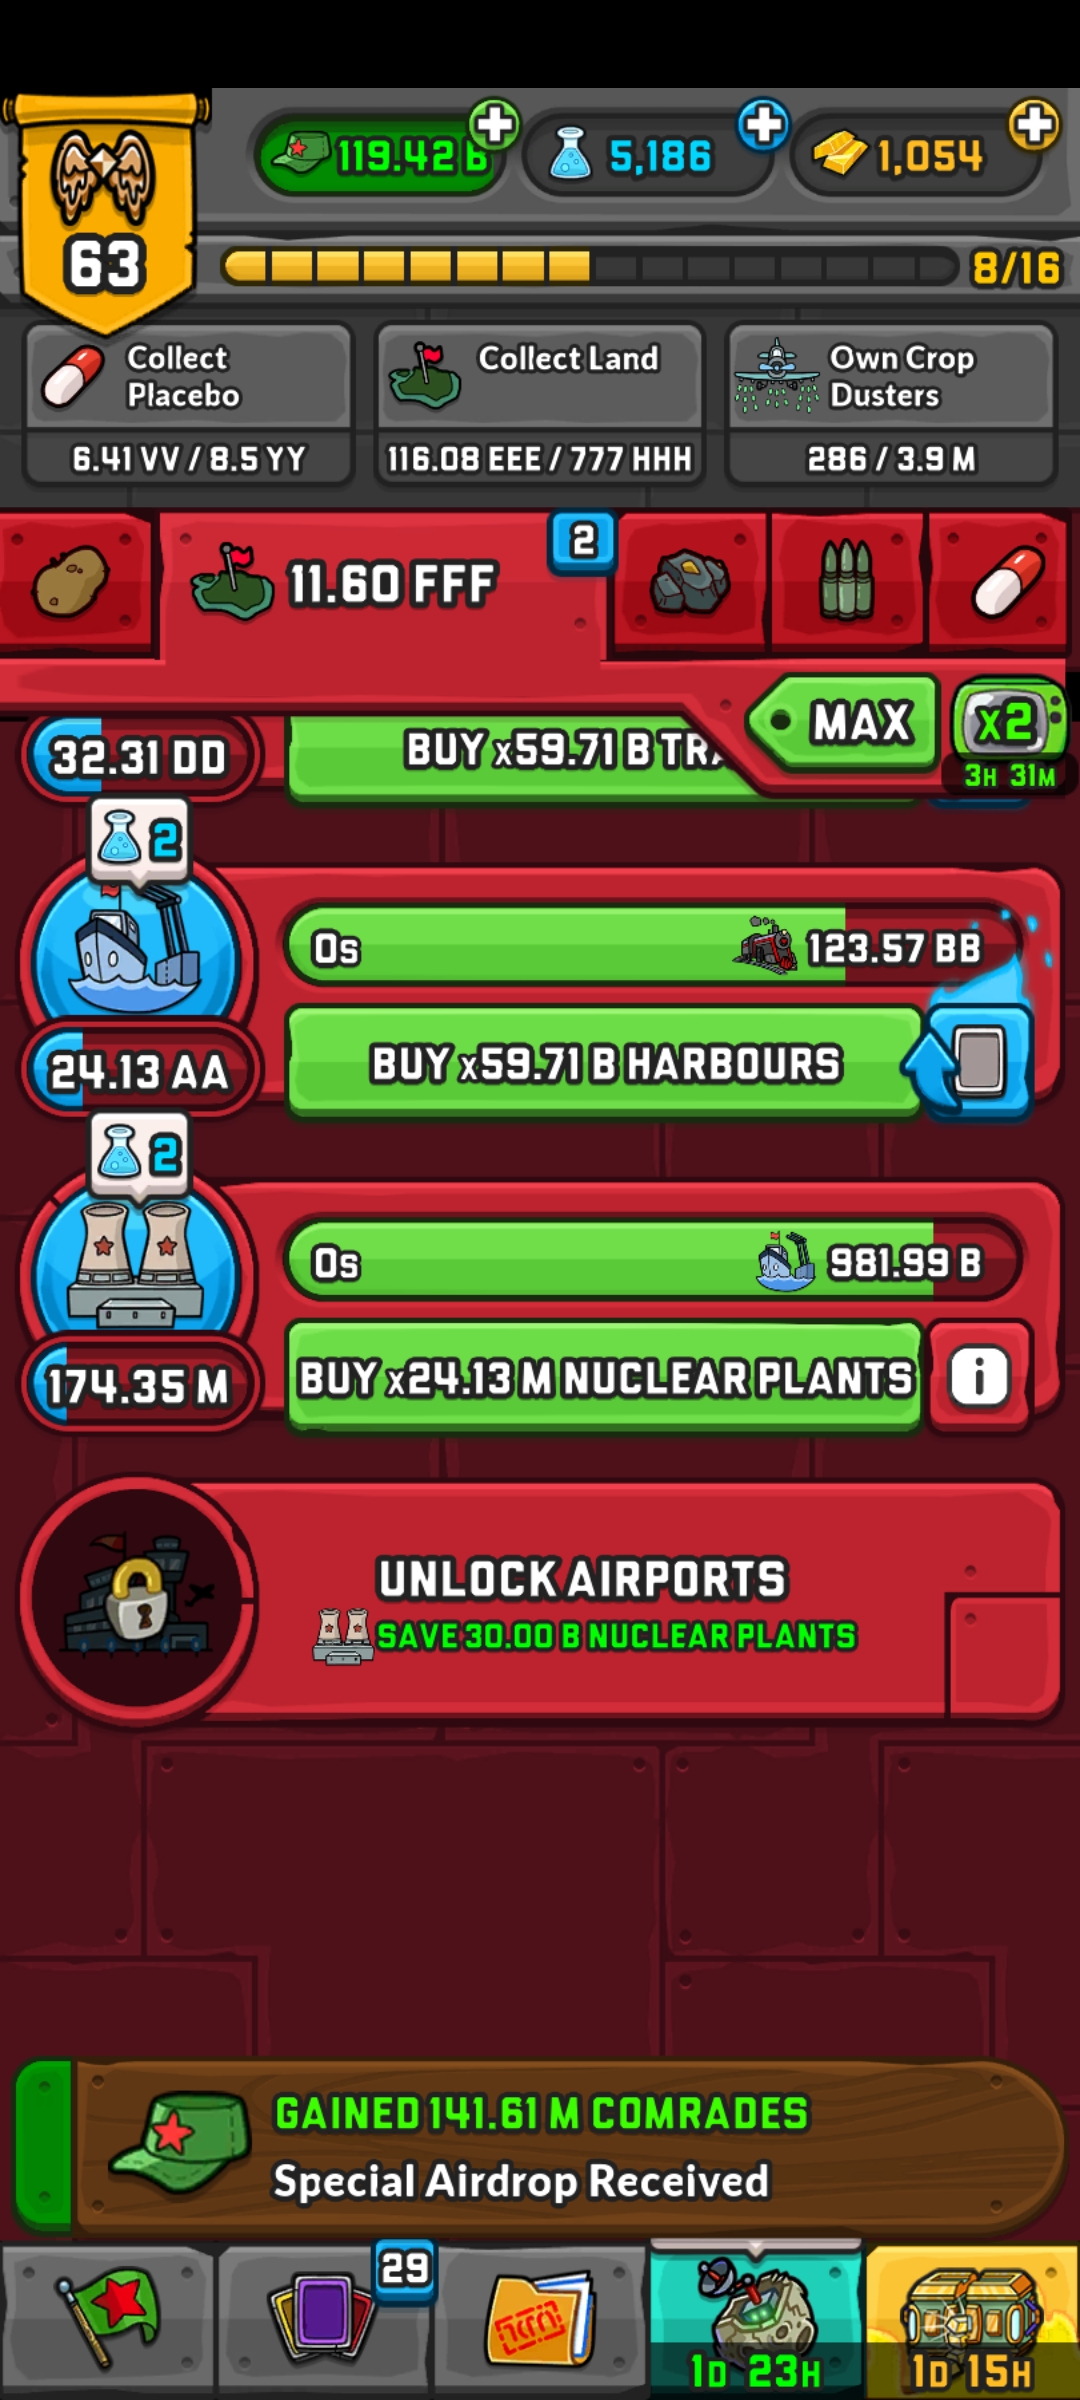 119.42 B
5,186
1,054
63
8/16
Collect
Placebo
6.41 VV / 8.5 YY
Collect Land
116.08 EEE / 777 HHH
Own Crop
Dusters
286 / 3.9 M
11.60 FFF
2
MAX
x2
3H 31M
32.31 DD
BUY x59.71 B TRA
2
0s
123.57 BB
24.13 AA
BUY x59.71 B HARBOURS
2
0s
981.99 B
174.35 M
BUY x24.13 M NUCLEAR PLANTS
i
UNLOCK AIRPORTS
SAVE 30.00 B NUCLEAR PLANTS
GAINED 141.61 M COMRADES
Special Airdrop Received
29
1D 23H
1D 15H